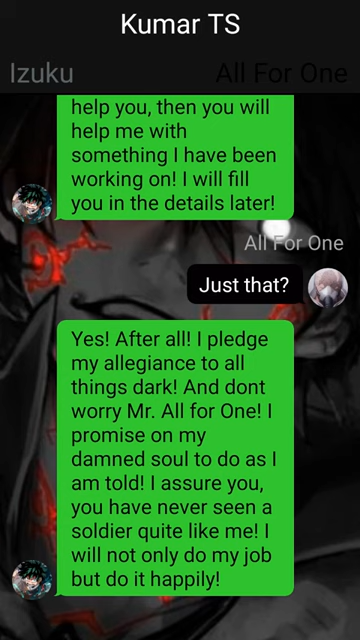 Kumar TS
Izuku
All For One
help you, then you will
help me with
something I have been
working on! I will fill
you in the details later!
All For One
Just that?
Yes! After all! I pledge
my allegiance to all
things dark! And dont
worry Mr. All for One! I
promise on my
damned soul to do as I
am told! I assure you,
you have never seen a
soldier quite like me! I
will not only do my job
but do it happily!